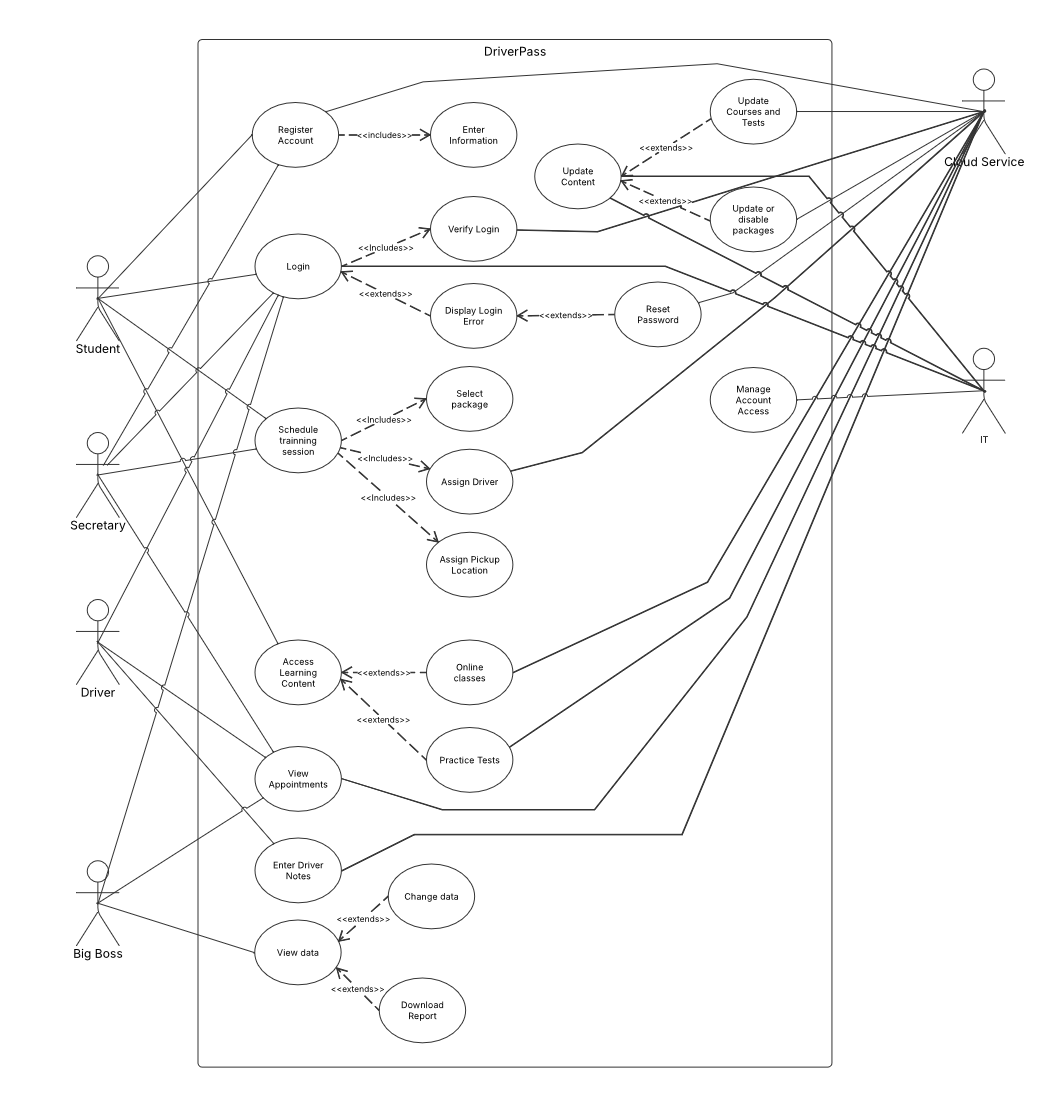 DriverPass
Register
Account
<<includes>>
Enter
Information
Update
Courses and
Tests
<<extends>>
Cloud Service
Update
Content
<<extends>>
Update or
disable
packages
Verify Login
<<Includes>>
Login
Student
<<extends>>
Display Login
Error
<<extends>>
Reset
Password
Select
package
Manage
Account
Access
<<Includes>>
Schedule
trainning
session
IT
<<Includes>>
Assign Driver
<<Includes>>
Secretary
Assign Pickup
Location
Access
Learning
Content
<<extends>>
Online
classes
Driver
<<extends>>
Practice Tests
View
Appointments
Enter Driver
Notes
Change data
<<extends>>
Big Boss
View data
<<extends>>
Download
Report